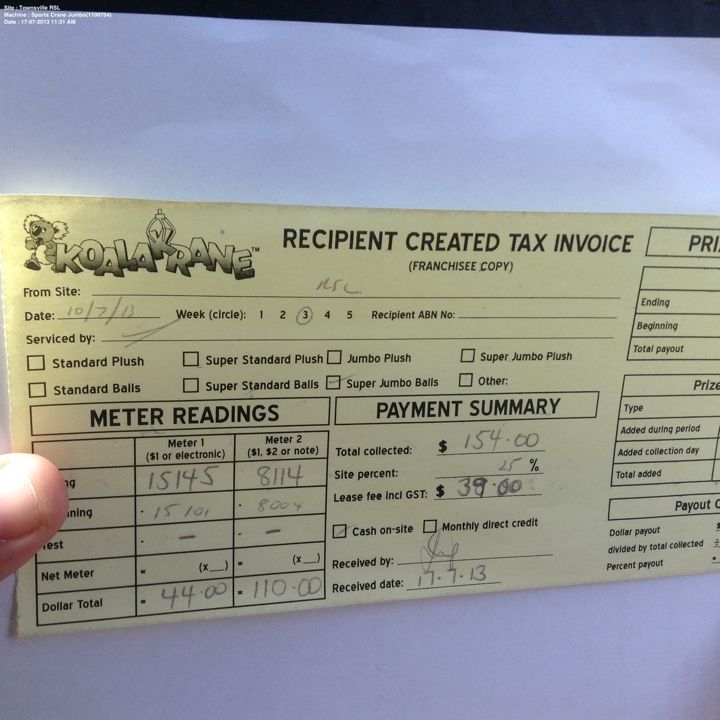 Site : Townsville RSL
Machine : Sports Crane Jumbo(1100754)
Date : 17-07-2013 11:31 AM
KOALA KRANE™
RECIPIENT CREATED TAX INVOICE
(FRANCHISEE COPY)
From Site: RSL
Date: 10/7/13 Week (circle): 1 2 3 4 5 Recipient ABN No:
Serviced by:
Standard Plush Super Standard Plush Jumbo Plush Super Jumbo Plush
Standard Balls Super Standard Balls Super Jumbo Balls Other:
METER READINGS
Meter 1 Meter 2
($1 or electronic) ($1, $2 or note)
ng 15145 8114
nning - 15101 - 8004
Test - - - -
Net Meter = (x__) = (x__)
Dollar Total = 44.00 = 110.00
PAYMENT SUMMARY
Total collected: $ 154.00
Site percent: 25 %
Lease fee incl GST: $ 39.00
Cash on-site Monthly direct credit
Received by:
Received date: 17.7.13
PRI
Ending
Beginning
Total payout
Prize
Type
Added during period
Added collection day
Total added
Payout
Dollar payout $
divided by total collected ÷
Percent payout =